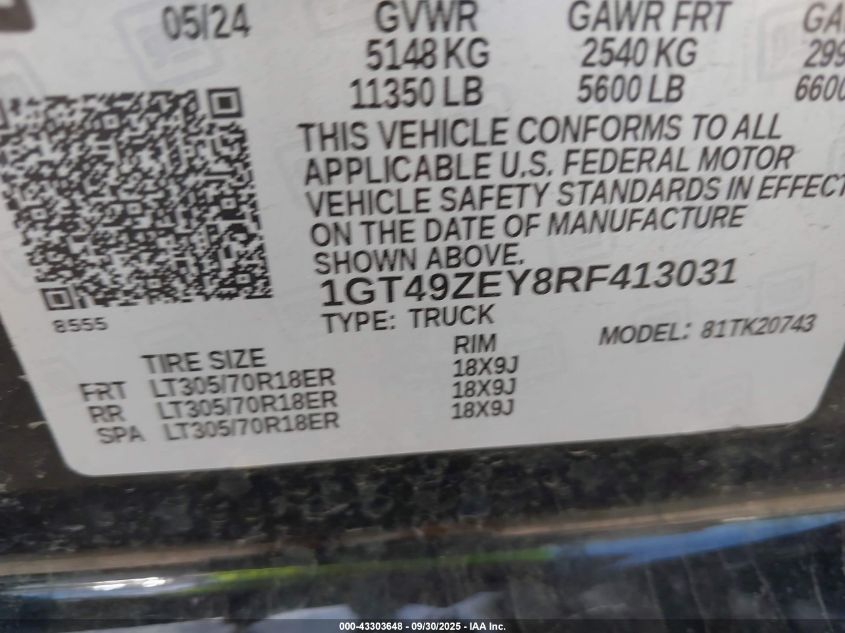 05/24 GVWR GAWR FRT GA
5148 KG 2540 KG 299
11350 LB 5600 LB 6600
THIS VEHICLE CONFORMS TO ALL
APPLICABLE U.S. FEDERAL MOTOR
VEHICLE SAFETY STANDARDS IN EFFECT
ON THE DATE OF MANUFACTURE
SHOWN ABOVE.
1GT49ZEY8RF413031
8555 TYPE: TRUCK MODEL: 81TK20743
TIRE SIZE RIM
FRT LT305/70R18ER 18X9J
RR LT305/70R18ER 18X9J
SPA LT305/70R18ER 18X9J
000-43303648 - 09/30/2025 - IAA Inc.